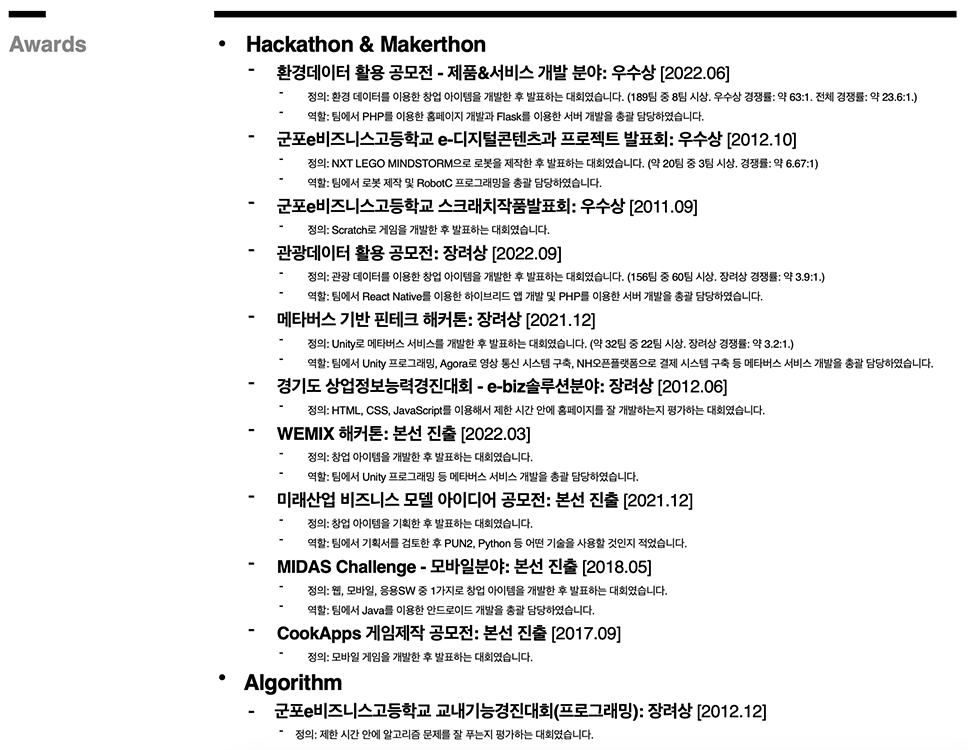 Awards
• Hackathon & Makerthon
- 환경데이터 활용 공모전 - 제품&서비스 개발 분야: 우수상 [2022.06]
- 정의: 환경 데이터를 이용한 창업 아이템을 개발한 후 발표하는 대회였습니다. (189팀 중 8팀 시상. 우수상 경쟁률: 약 63:1. 전체 경쟁률: 약 23.6:1.)
- 역할: 팀에서 PHP를 이용한 홈페이지 개발과 Flask를 이용한 서버 개발을 총괄 담당하였습니다.
- 군포e비즈니스고등학교 e-디지털콘텐츠과 프로젝트 발표회: 우수상 [2012.10]
- 정의: NXT LEGO MINDSTORM으로 로봇을 제작한 후 발표하는 대회였습니다. (약 20팀 중 3팀 시상. 경쟁률: 약 6.67:1)
- 역할: 팀에서 로봇 제작 및 RobotC 프로그래밍을 총괄 담당하였습니다.
- 군포e비즈니스고등학교 스크래치작품발표회: 우수상 [2011.09]
- 정의: Scratch로 게임을 개발한 후 발표하는 대회였습니다.
- 관광데이터 활용 공모전: 장려상 [2022.09]
- 정의: 관광 데이터를 이용한 창업 아이템을 개발한 후 발표하는 대회였습니다. (156팀 중 60팀 시상. 장려상 경쟁률: 약 3.9:1.)
- 역할: 팀에서 React Native를 이용한 하이브리드 앱 개발 및 PHP를 이용한 서버 개발을 총괄 담당하였습니다.
- 메타버스 기반 핀테크 해커톤: 장려상 [2021.12]
- 정의: Unity로 메타버스 서비스를 개발한 후 발표하는 대회였습니다. (약 32팀 중 22팀 시상. 장려상 경쟁률: 약 3.2:1.)
- 역할: 팀에서 Unity 프로그래밍, Agora로 영상 통신 시스템 구축, NH오픈플랫폼으로 결제 시스템 구축 등 메타버스 서비스 개발을 총괄 담당하였습니다.
- 경기도 상업정보능력경진대회 - e-biz솔루션분야: 장려상 [2012.06]
- 정의: HTML, CSS, JavaScript를 이용해서 제한 시간 안에 홈페이지를 잘 개발하는지 평가하는 대회였습니다.
- WEMIX 해커톤: 본선 진출 [2022.03]
- 정의: 창업 아이템을 개발한 후 발표하는 대회였습니다.
- 역할: 팀에서 Unity 프로그래밍 등 메타버스 서비스 개발을 총괄 담당하였습니다.
- 미래산업 비즈니스 모델 아이디어 공모전: 본선 진출 [2021.12]
- 정의: 창업 아이템을 기획한 후 발표하는 대회였습니다.
- 역할: 팀에서 기획서를 검토한 후 PUN2, Python 등 어떤 기술을 사용할 것인지 적었습니다.
- MIDAS Challenge - 모바일분야: 본선 진출 [2018.05]
- 정의: 웹, 모바일, 응용SW 중 1가지로 창업 아이템을 개발한 후 발표하는 대회였습니다.
- 역할: 팀에서 Java를 이용한 안드로이드 개발을 총괄 담당하였습니다.
- CookApps 게임제작 공모전: 본선 진출 [2017.09]
- 정의: 모바일 게임을 개발한 후 발표하는 대회였습니다.
• Algorithm
- 군포e비즈니스고등학교 교내기능경진대회(프로그래밍): 장려상 [2012.12]
- 정의: 제한 시간 안에 알고리즘 문제를 잘 푸는지 평가하는 대회였습니다.